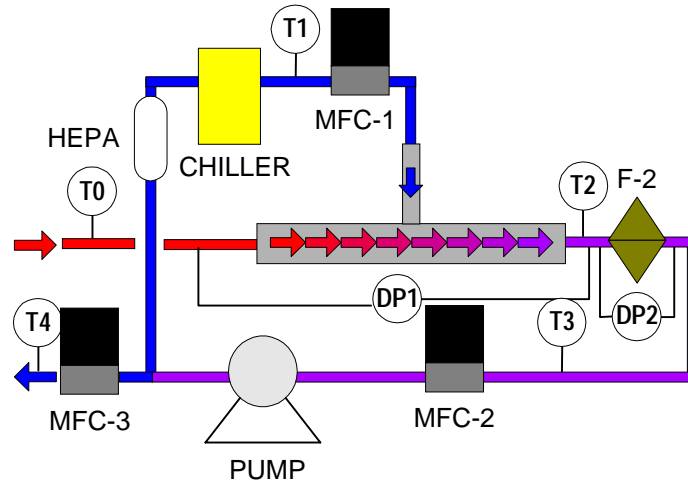 T1
MFC-1
HEPA
CHILLER
T0
T2
F-2
DP1
T4
T3
DP2
MFC-3
MFC-2
PUMP